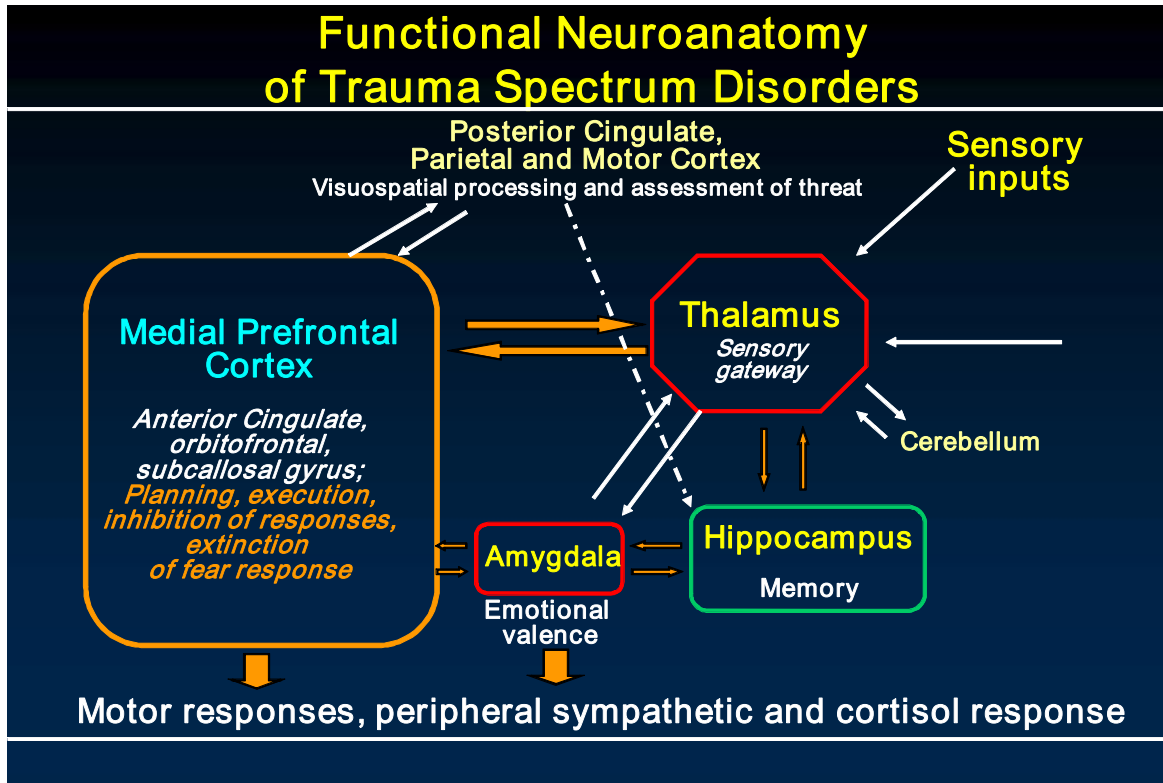 Functional Neuroanatomy
of Trauma Spectrum Disorders
Posterior Cingulate,
Parietal and Motor Cortex
Visuospatial processing and assessment of threat
Sensory
inputs
Medial Prefrontal
Cortex
Anterior Cingulate,
orbitofrontal,
subcallosal gyrus;
Planning, execution,
inhibition of responses,
extinction
of fear response
Thalamus
Sensory
gateway
Cerebellum
Amygdala
Emotional
valence
Hippocampus
Memory
Motor responses, peripheral sympathetic and cortisol response